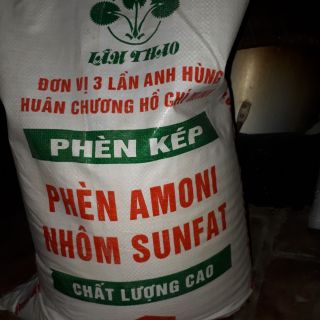 LÂM THAO
ĐƠN VỊ 3 LẦN ANH HÙNG
HUÂN CHƯƠNG HỒ CHÍ
PHÈN KÉP
PHÈN AMONI
NHÔM SUNFAT
CHẤT LƯỢNG CAO